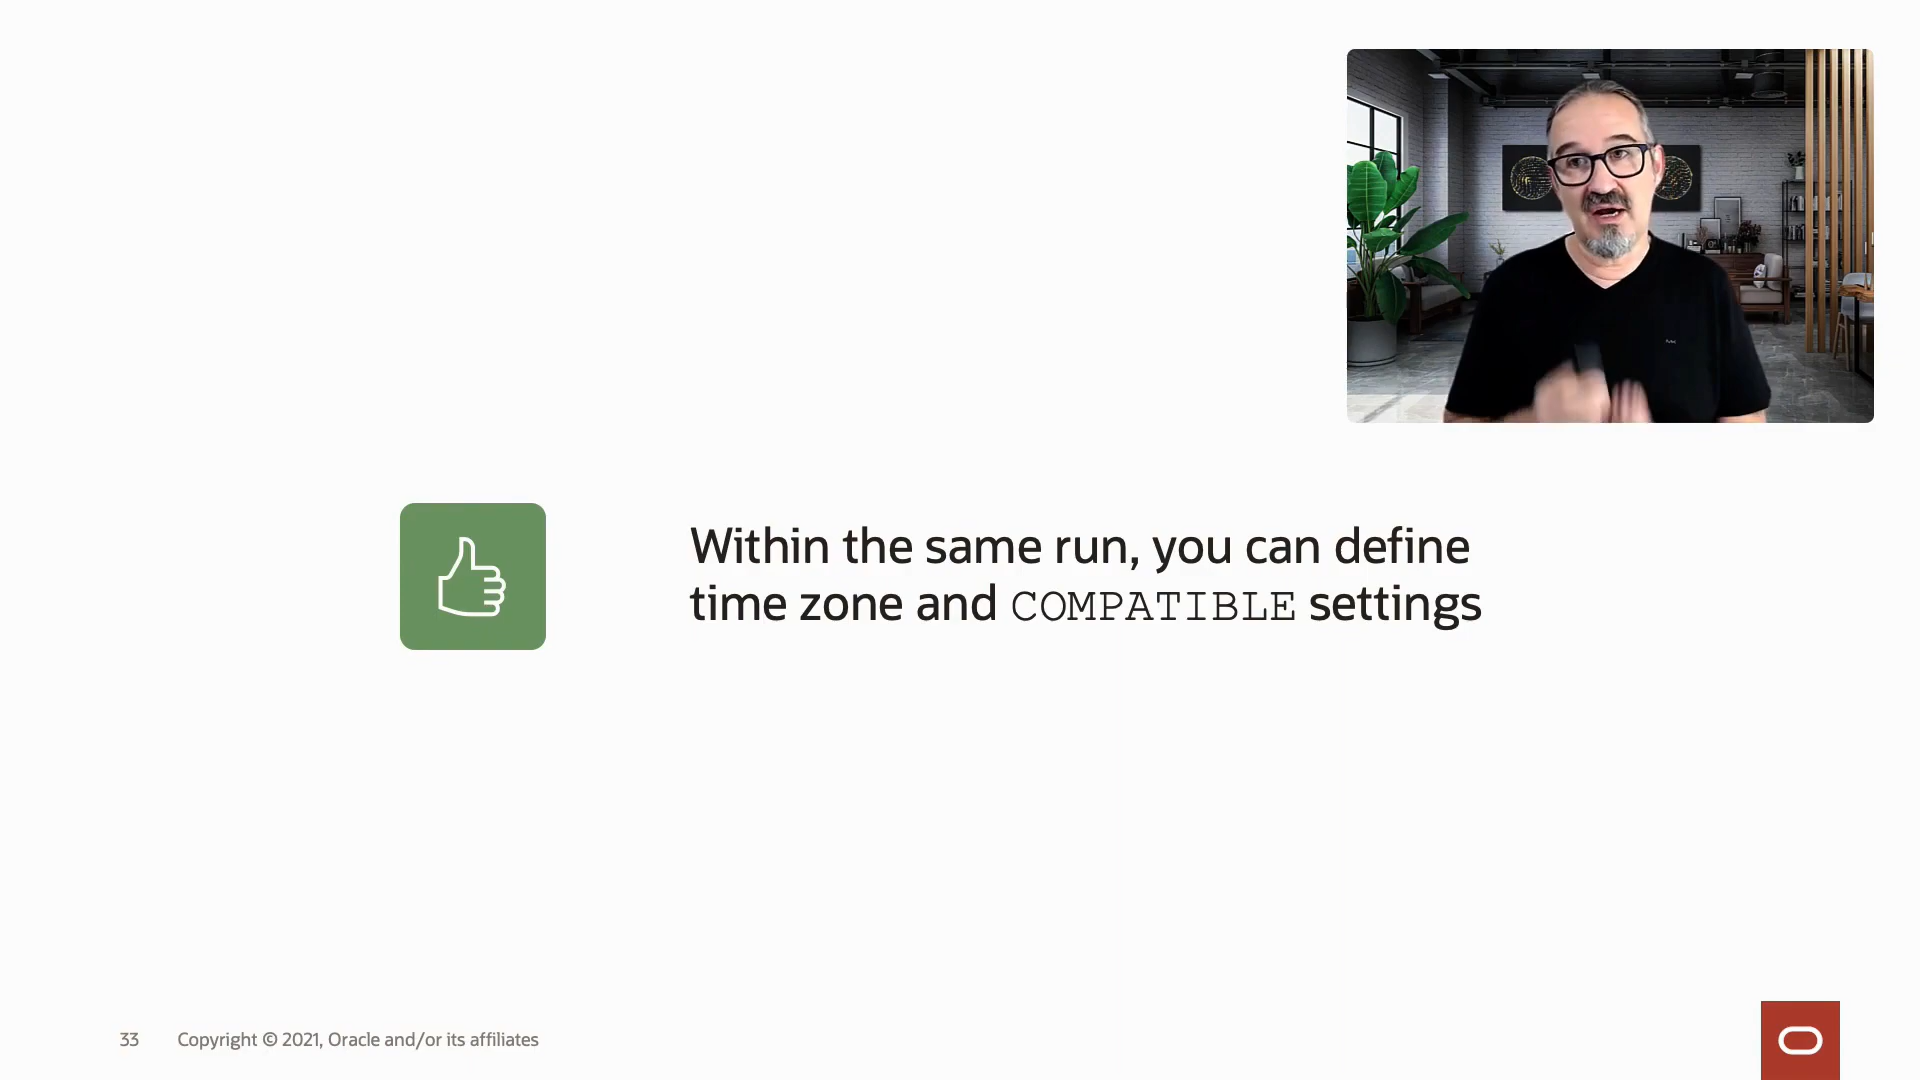 Within the same run, you can define
time zone and COMPATIBLE settings
33 Copyright © 2021, Oracle and/or its affiliates